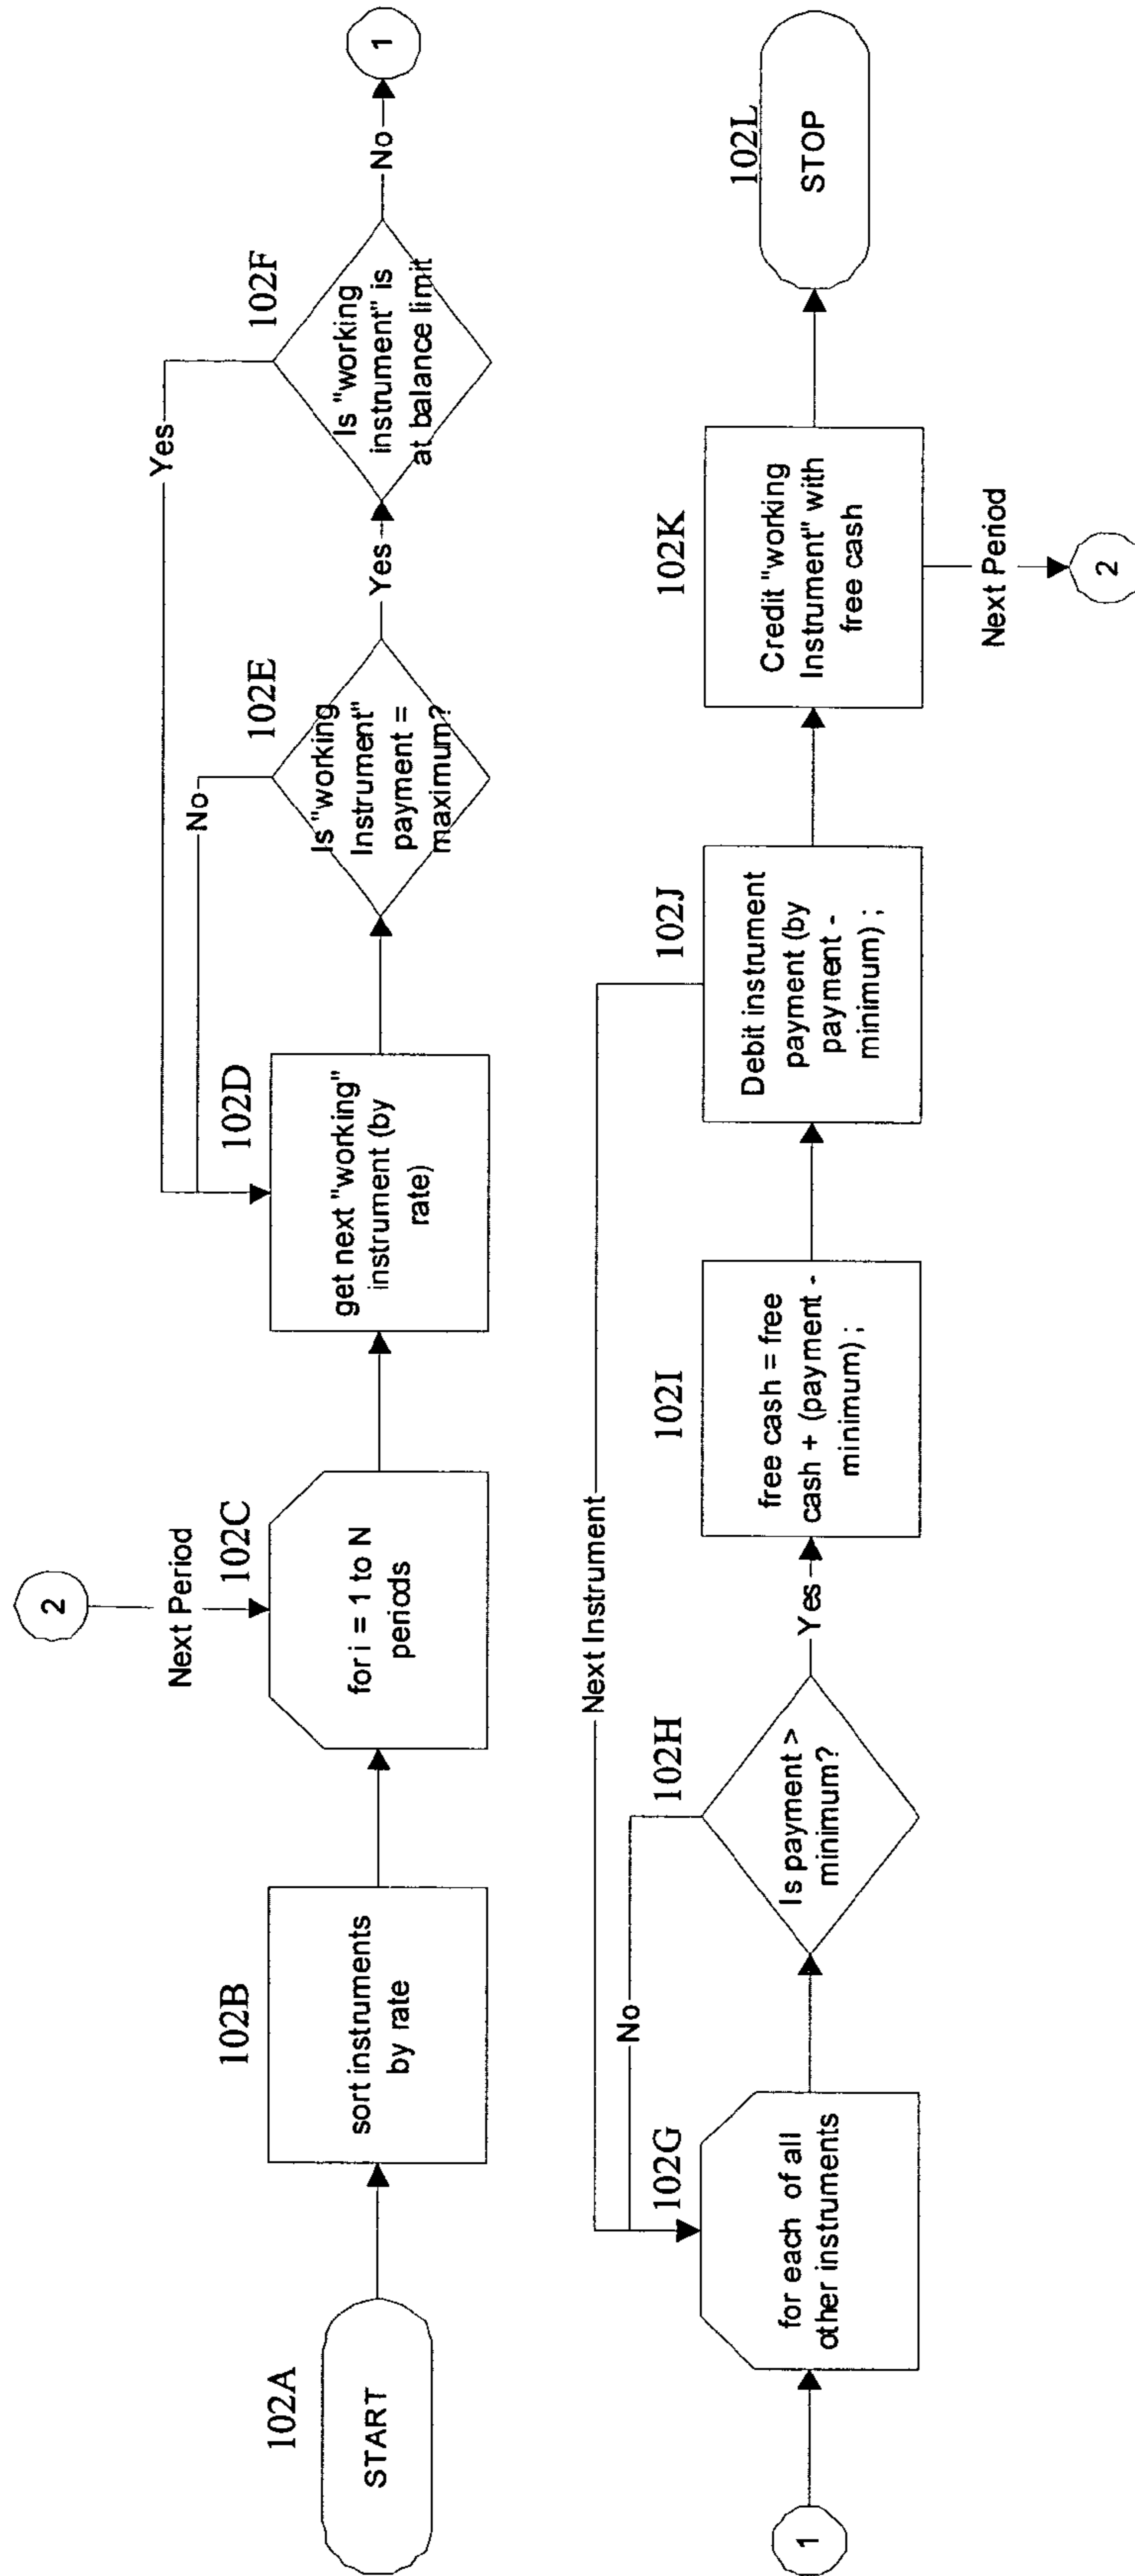 102A
START
102B
sort instruments
by rate
2
Next Period
102C
for i = 1 to N
periods
102D
get next "working"
instrument (by
rate)
No
Yes
102E
Is "working
Instrument"
payment =
maximum?
Yes
102F
Is "working
instrument" is
at balance limit
No
1
1
102G
for each of all
other instruments
No
Next Instrument
102H
Is payment >
minimum?
Yes
102I
free cash = free
cash + (payment -
minimum) ;
102J
Debit instrument
payment (by
payment -
minimum) ;
102K
Credit "working
Instrument" with
free cash
Next Period
2
102L
STOP